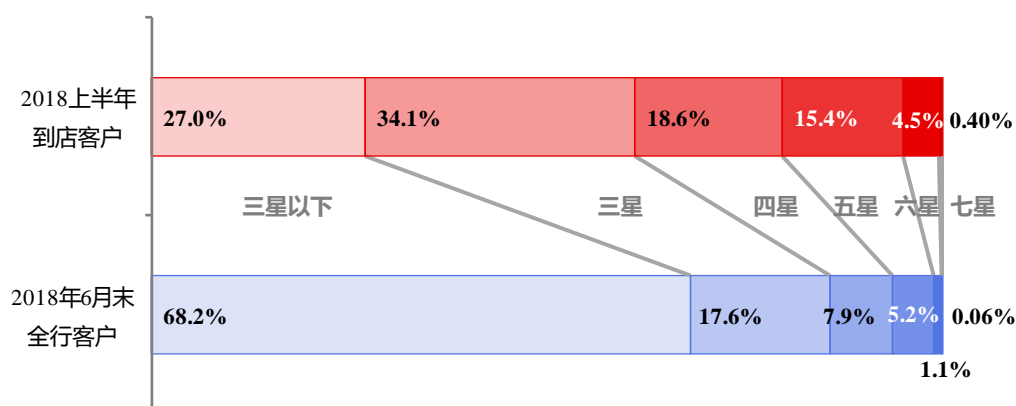 2018上半年
到店客户
27.0%
34.1%
18.6%
15.4%
4.5%
0.40%
三星以下
三星
四星
五星
六星
七星
2018年6月末
全行客户
68.2%
17.6%
7.9%
5.2%
0.06%
1.1%